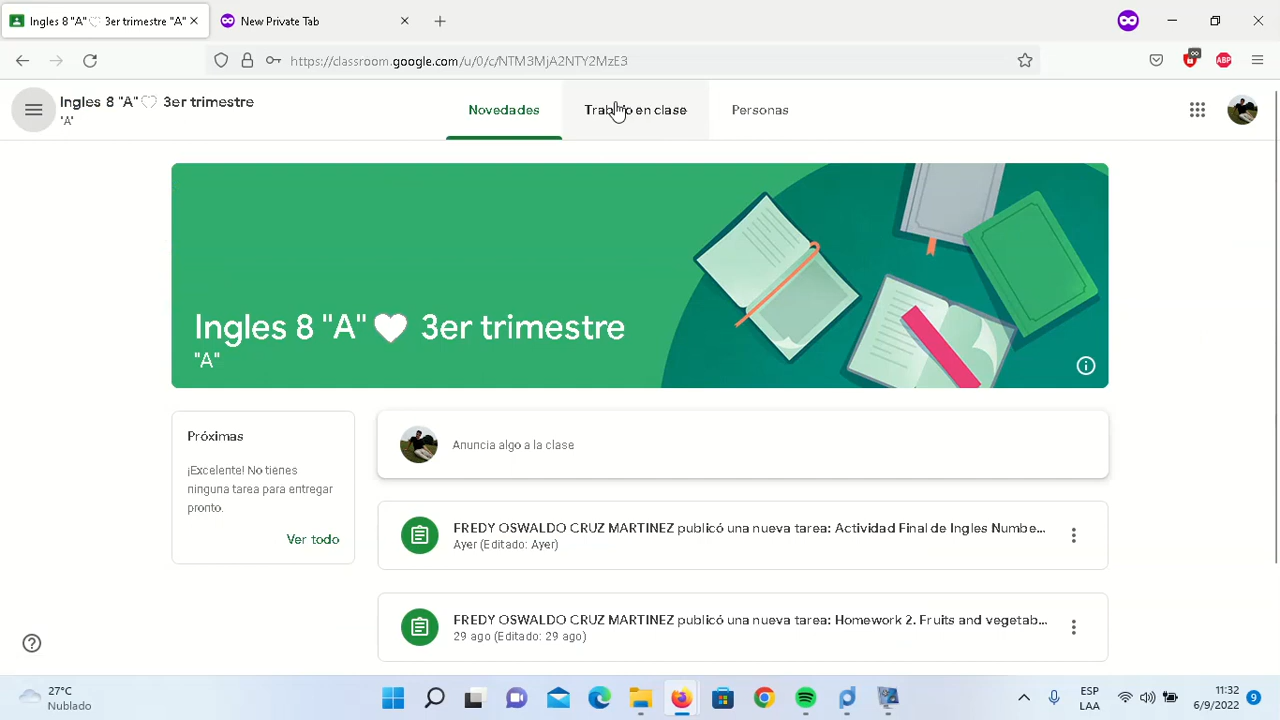 Ingles 8 "A"♡ 3er trimestre "A"
New Private Tab
https://classroom.google.com/u/0/c/NTM3MjA2NTY2MzE3
ABP
Ingles 8 "A"♡ 3er trimestre
"A"
Novedades
Trabajo en clase
Personas
Ingles 8 "A"🤍 3er trimestre
"A"
Próximas
¡Excelente! No tienes
ninguna tarea para entregar
pronto.
Ver todo
Anuncia algo a la clase
FREDY OSWALDO CRUZ MARTINEZ publicó una nueva tarea: Actividad Final de Ingles Numbe...
Ayer (Editado: Ayer)
FREDY OSWALDO CRUZ MARTINEZ publicó una nueva tarea: Homework 2. Fruits and vegetab...
29 ago (Editado: 29 ago)
27°C
Nublado
ESP
LAA
11:32
6/9/2022
9